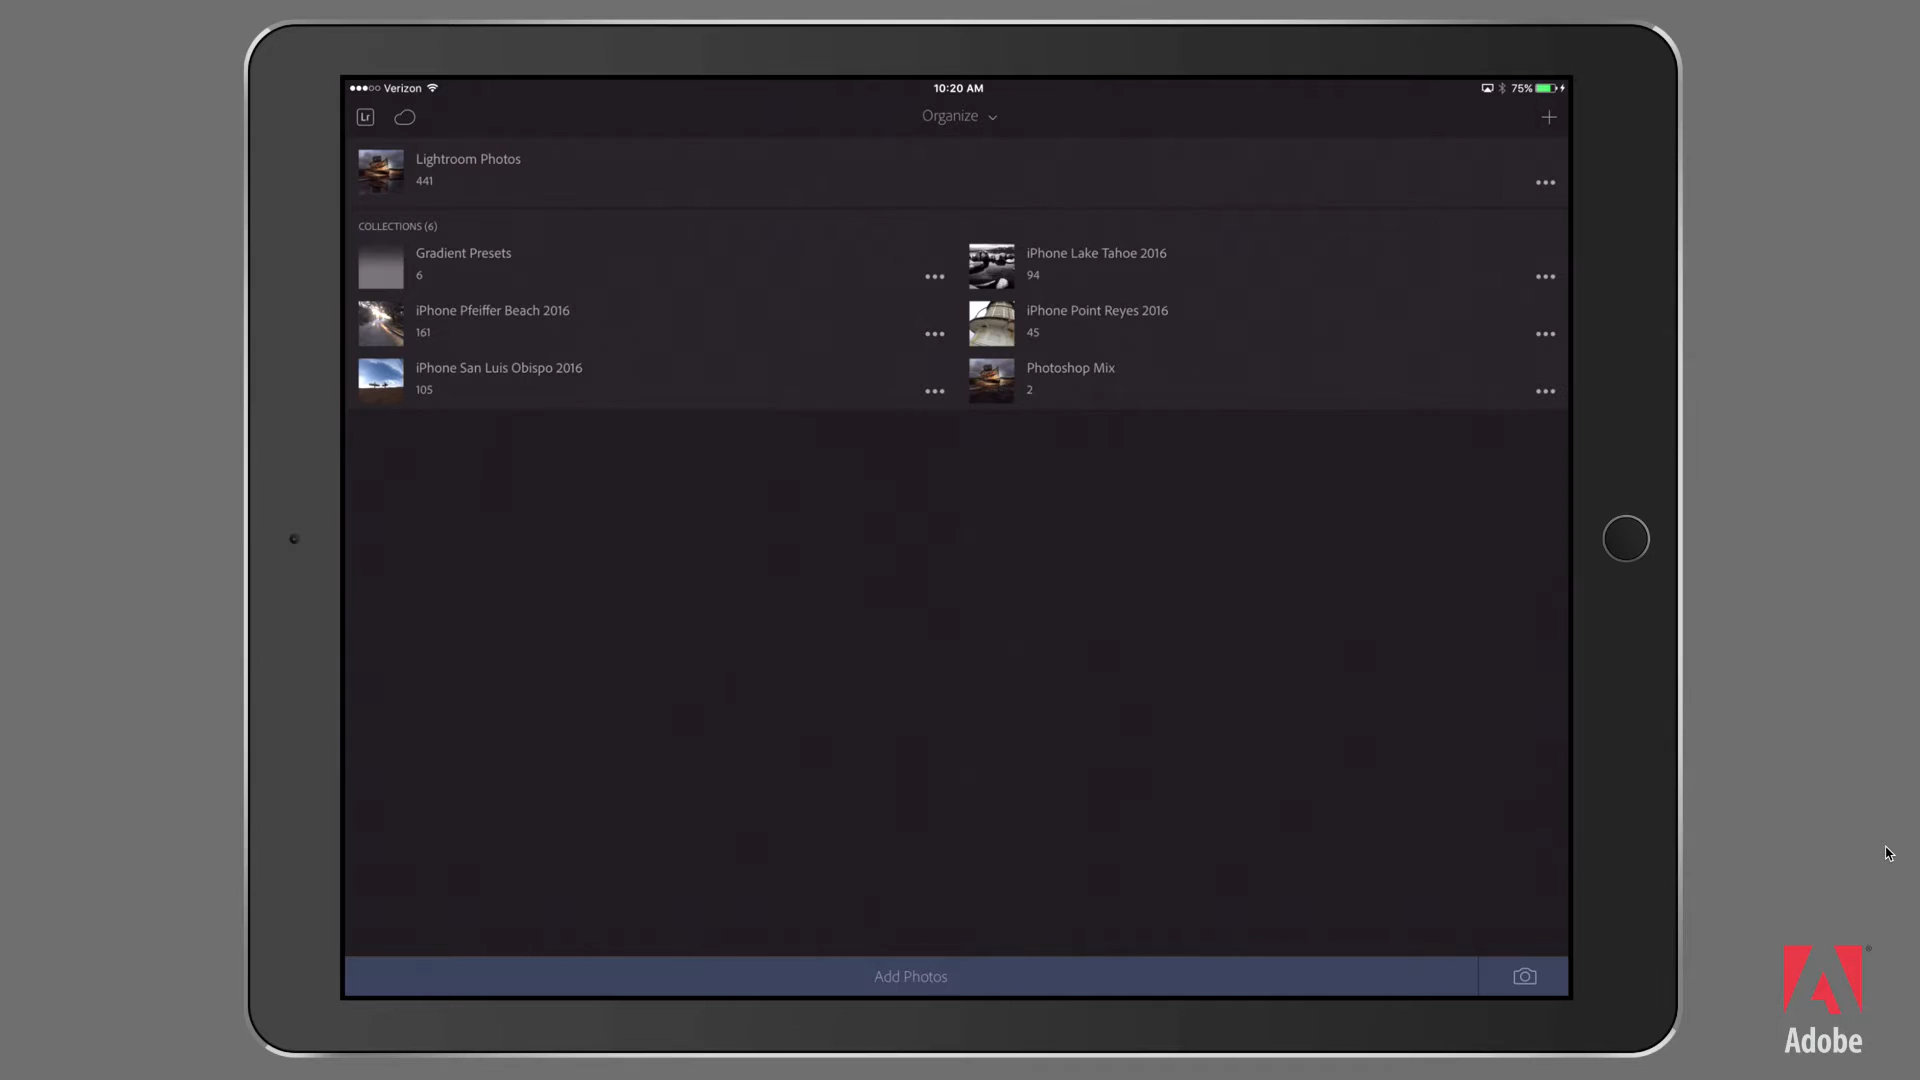 Verizon
10:20 AM
75%
Lr
Organize
Lightroom Photos
441
COLLECTIONS (6)
Gradient Presets
6
iPhone Lake Tahoe 2016
94
iPhone Pfeiffer Beach 2016
161
iPhone Point Reyes 2016
45
iPhone San Luis Obispo 2016
105
Photoshop Mix
2
Add Photos
®
Adobe